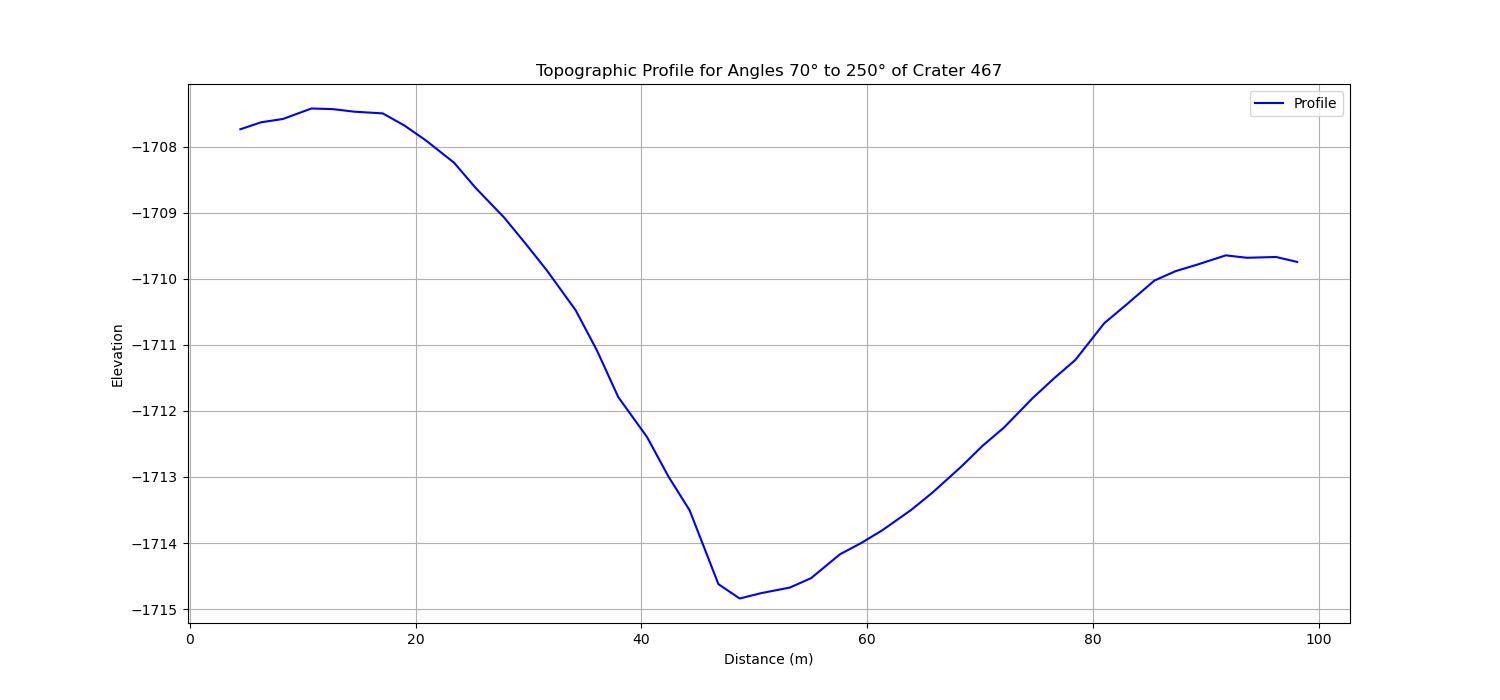 Topographic Profile for Angles 70° to 250° of Crater 467
Profile
−1708
−1709
−1710
−1711
−1712
−1713
−1714
−1715
Elevation
0 20 40 60 80 100
Distance (m)